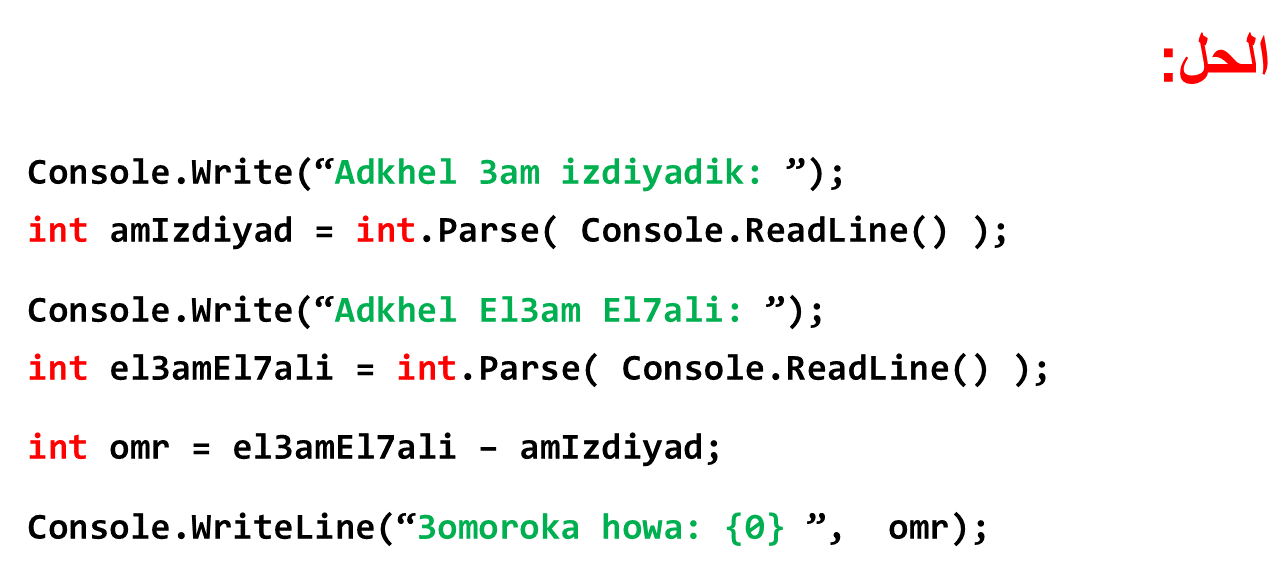 الحل:
Console.Write(“Adkhel 3am izdiyadik: ”);
int amIzdiyad = int.Parse( Console.ReadLine() );
Console.Write(“Adkhel El3am El7ali: ”);
int el3amEl7ali = int.Parse( Console.ReadLine() );
int omr = el3amEl7ali – amIzdiyad;
Console.WriteLine(“3omoroka howa: {0} ”,  omr);